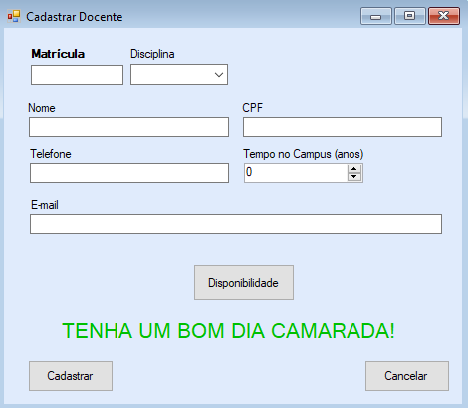 Cadastrar Docente
Matrícula Disciplina
Nome CPF
Telefone Tempo no Campus (anos)
0
E-mail
Disponibilidade
TENHA UM BOM DIA CAMARADA!
Cadastrar Cancelar